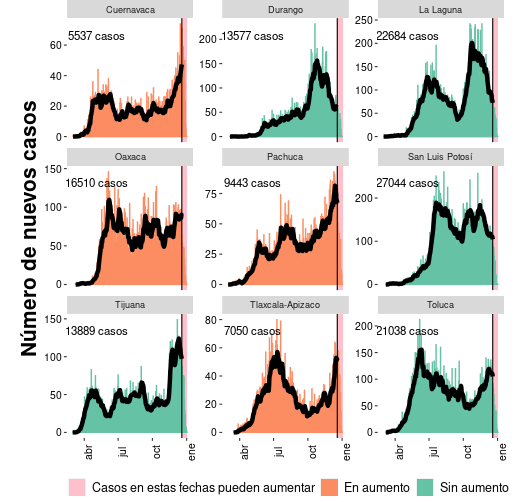 Número de nuevos casos
Cuernavaca
5537 casos
0
20
40
60
Durango
13577 casos
0
50
100
150
200
La Laguna
22684 casos
0
50
100
150
200
250
Oaxaca
16510 casos
0
50
100
150
Pachuca
9443 casos
0
25
50
75
San Luis Potosí
27044 casos
0
100
200
Tijuana
13889 casos
0
50
100
150
abr jul oct ene
Tlaxcala-Apizaco
7050 casos
0
20
40
60
80
abr jul oct ene
Toluca
21038 casos
0
50
100
150
200
abr jul oct ene
Casos en estas fechas pueden aumentar En aumento Sin aumento